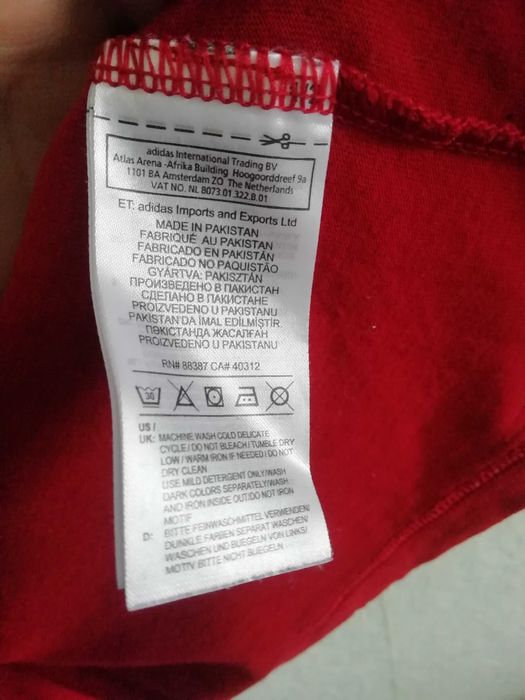 adidas International Trading BV
Atlas Arena -Afrika Building Hoogoorddreef 9a
1101 BA Amsterdam ZO The Netherlands
VAT NO. NL 8073.01.322.B.01
ET: adidas Imports and Exports Ltd
MADE IN PAKISTAN
FABRIQUÉ AU PAKISTAN
FABRICADO EN PAKISTÁN
FABRICADO NO PAQUISTÃO
GYÁRTVA: PAKISZTÁN
ПРОИЗВЕДЕНО В ПАКИСТАН
СДЕЛАНО В ПАКИСТАНЕ
PROIZVEDENO U PAKISTANU
PAKISTAN'DA İMAL EDİLMİŞTİR
ПӘКІСТАНДА ЖАСАЛҒАН
PROIZVEDENO U PAKISTANU
RN# 88387 CA# 40312
30
US /
UK: MACHINE WASH COLD DELICATE
CYCLE / DO NOT BLEACH / TUMBLE DRY
LOW / WARM IRON IF NEEDED / DO NOT
DRY CLEAN
USE MILD DETERGENT ONLY/WASH
DARK COLORS SEPARATELY/WASH
AND IRON INSIDE OUT/DO NOT IRON
MOTIF
D: BITTE FEINWASCHMITTEL VERWENDEN/
DUNKLE FARBEN SEPARAT WASCHEN/
WASCHEN UND BUEGELN VON LINKS/
MOTIV BITTE NICHT BUEGELN